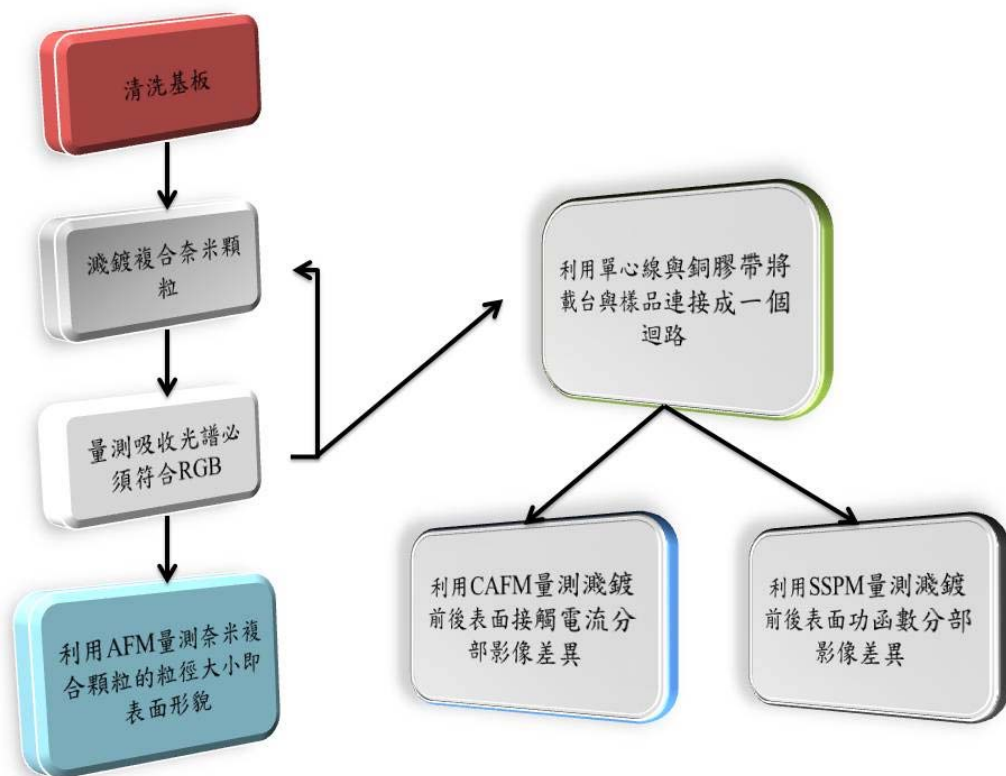 清洗基板
濺鍍複合奈米顆
粒
量測吸收光譜必
須符合RGB
利用AFM量測奈米複
合顆粒的粒徑大小即
表面形貌
利用單心線與銅膠帶將
載台與樣品連接成一個
迴路
利用CAFM量測濺鍍
前後表面接觸電流分
部影像差異
利用SSPM量測濺鍍
前後表面功函數分部
影像差異